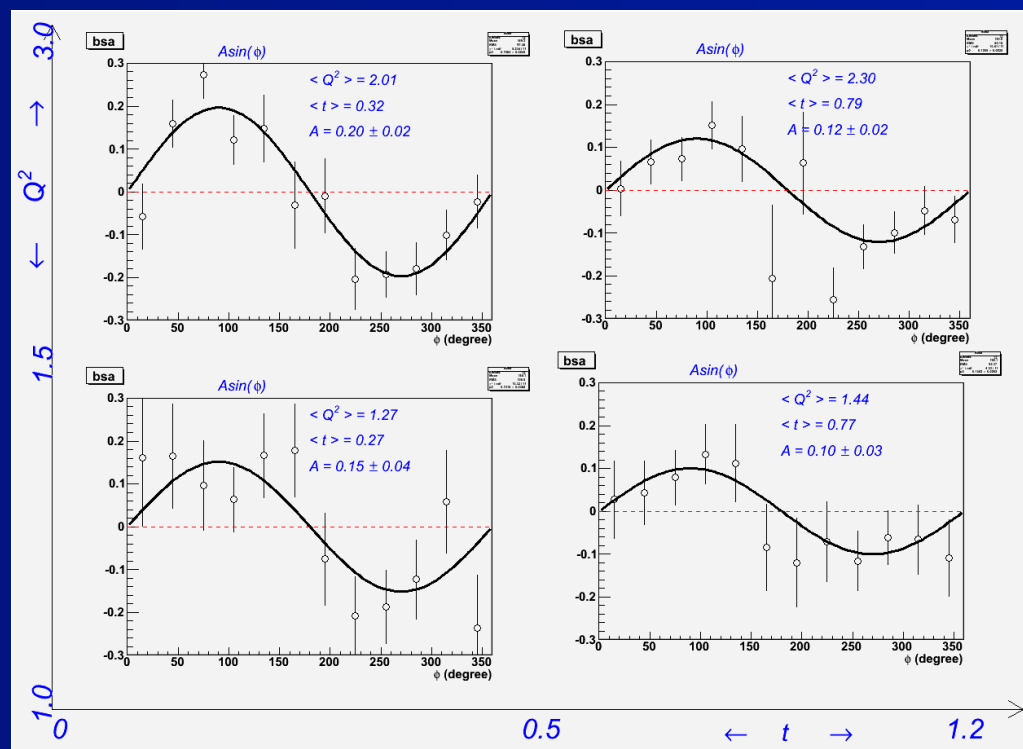 bsa
Asin(ϕ)
< Q² > = 2.01
< t > = 0.32
A = 0.20 ± 0.02
0.3
0.2
0.1
0
-0.1
-0.2
-0.3
0 50 100 150 200 250 300 350
ϕ (degree)
bsa
Asin(ϕ)
< Q² > = 2.30
< t > = 0.79
A = 0.12 ± 0.02
0.3
0.2
0.1
0
-0.1
-0.2
-0.3
0 50 100 150 200 250 300 350
ϕ (degree)
bsa
Asin(ϕ)
< Q² > = 1.27
< t > = 0.27
A = 0.15 ± 0.04
0.3
0.2
0.1
0
-0.1
-0.2
-0.3
0 50 100 150 200 250 300 350
ϕ (degree)
bsa
Asin(ϕ)
< Q² > = 1.44
< t > = 0.77
A = 0.10 ± 0.03
0.3
0.2
0.1
0
-0.1
-0.2
-0.3
0 50 100 150 200 250 300 350
ϕ (degree)
1.0 1.5 ← Q² → 3.0
0 0.5 ← t → 1.2